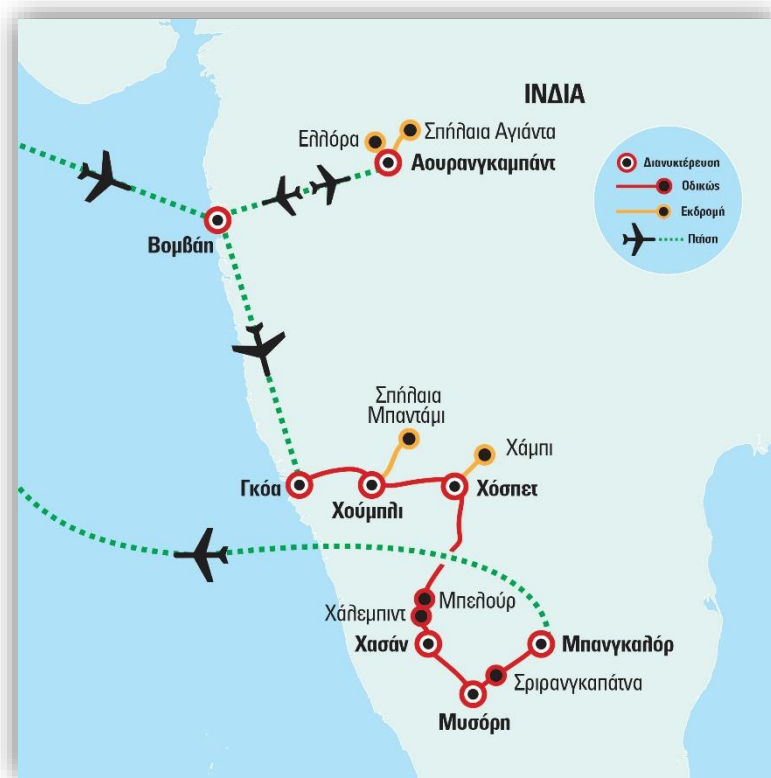 ΙΝΔΙΑ
Ελλόρα
Σπήλαια Αγιάντα
Αουρανγκαμπάντ
Βομβάη
Διανυκτέρευση
Οδικώς
Εκδρομή
Πτήση
Σπήλαια
Μπαντάμι
Χάμπι
Γκόα
Χούμπλι
Χόσπετ
Μπελούρ
Χάλεμπιντ
Χασάν
Μπανγκαλόρ
Σριρανγκαπάτνα
Μυσόρη